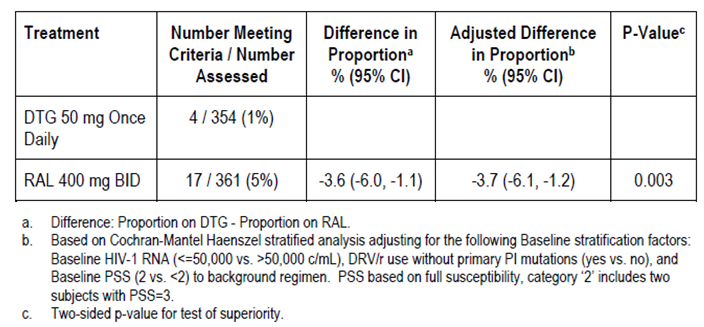 Treatment
Number Meeting
Criteria / Number
Assessed
Difference in
Proportionᵃ
% (95% CI)
Adjusted Difference
in Proportionᵇ
% (95% CI)
P-Valueᶜ
DTG 50 mg Once
Daily
4 / 354 (1%)
RAL 400 mg BID
17 / 361 (5%)
-3.6 (-6.0, -1.1)
-3.7 (-6.1, -1.2)
0.003
a. Difference: Proportion on DTG - Proportion on RAL.
b. Based on Cochran-Mantel Haenszel stratified analysis adjusting for the following Baseline stratification factors:
Baseline HIV-1 RNA (<=50,000 vs. >50,000 c/mL), DRV/r use without primary PI mutations (yes vs. no), and
Baseline PSS (2 vs. <2) to background regimen. PSS based on full susceptibility, category ‘2’ includes two
subjects with PSS=3.
c. Two-sided p-value for test of superiority.